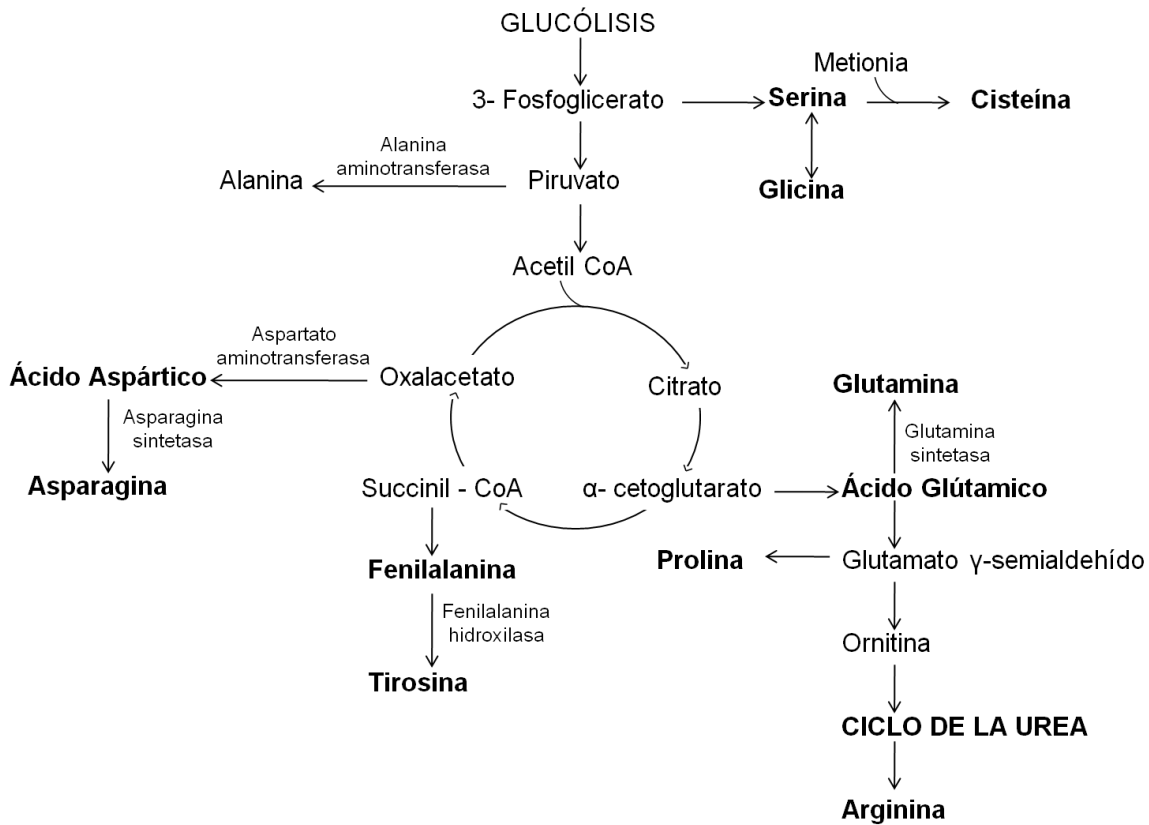 GLUCÓLISIS
Metionia
3- Fosfoglicerato
Serina
Cisteína
Alanina
aminotransferasa
Alanina
Piruvato
Glicina
Acetil CoA
Aspartato
aminotransferasa
Ácido Aspártico
Oxalacetato
Citrato
Glutamina
Asparagina
sintetasa
Glutamina
sintetasa
Asparagina
Succinil - CoA
α- cetoglutarato
Ácido Glútamico
Fenilalanina
Prolina
Glutamato γ-semialdehído
Fenilalanina
hidroxilasa
Ornitina
Tirosina
CICLO DE LA UREA
Arginina